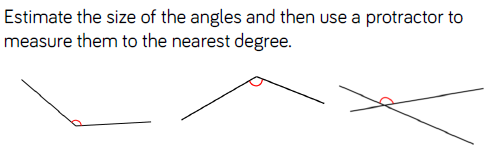 Estimate the size of the angles and then use a protractor to
measure them to the nearest degree.